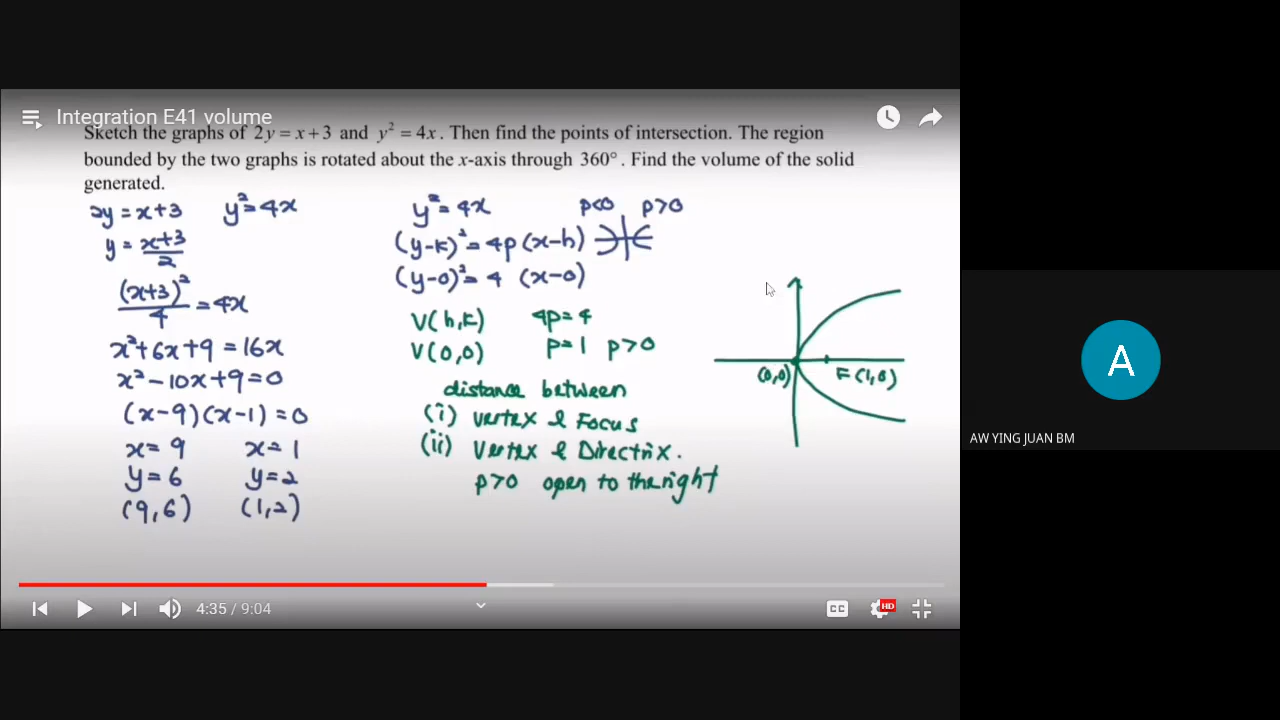 Integration E41 volume
Sketch the graphs of 2y = x + 3 and y² = 4x. Then find the points of intersection. The region
bounded by the two graphs is rotated about the x-axis through 360°. Find the volume of the solid
generated.
2y = x+3 y² = 4x
y = (x+3)/2
(x+3)²/4 = 4x
x²+6x+9 = 16x
x²-10x+9 = 0
(x-9)(x-1) = 0
x = 9 x = 1
y = 6 y = 2
(9,6) (1,2)
y² = 4x p<0 p>0
(y-k)² = 4p (x-h)
(y-0)² = 4 (x-0)
V(h,k) 4p = 4
V(0,0) p = 1 p>0
distance between
(i) vertex & Focus
(ii) Vertex & Directrix.
p>0 open to the right
(0,0) F(1,0)
4:35 / 9:04
CC HD
A
AW YING JUAN BM